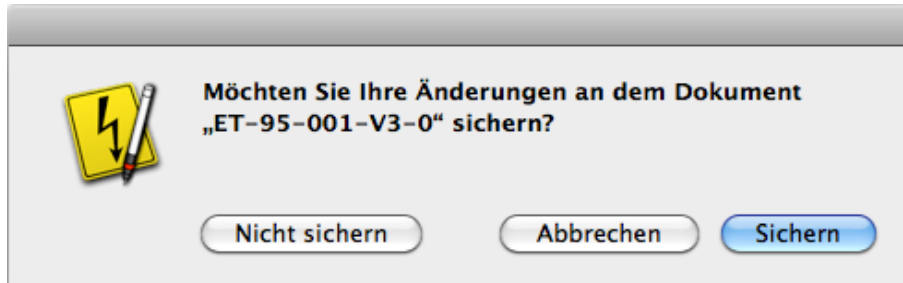 Möchten Sie Ihre Änderungen an dem Dokument
„ET-95-001-V3-0“ sichern?
Nicht sichern Abbrechen Sichern